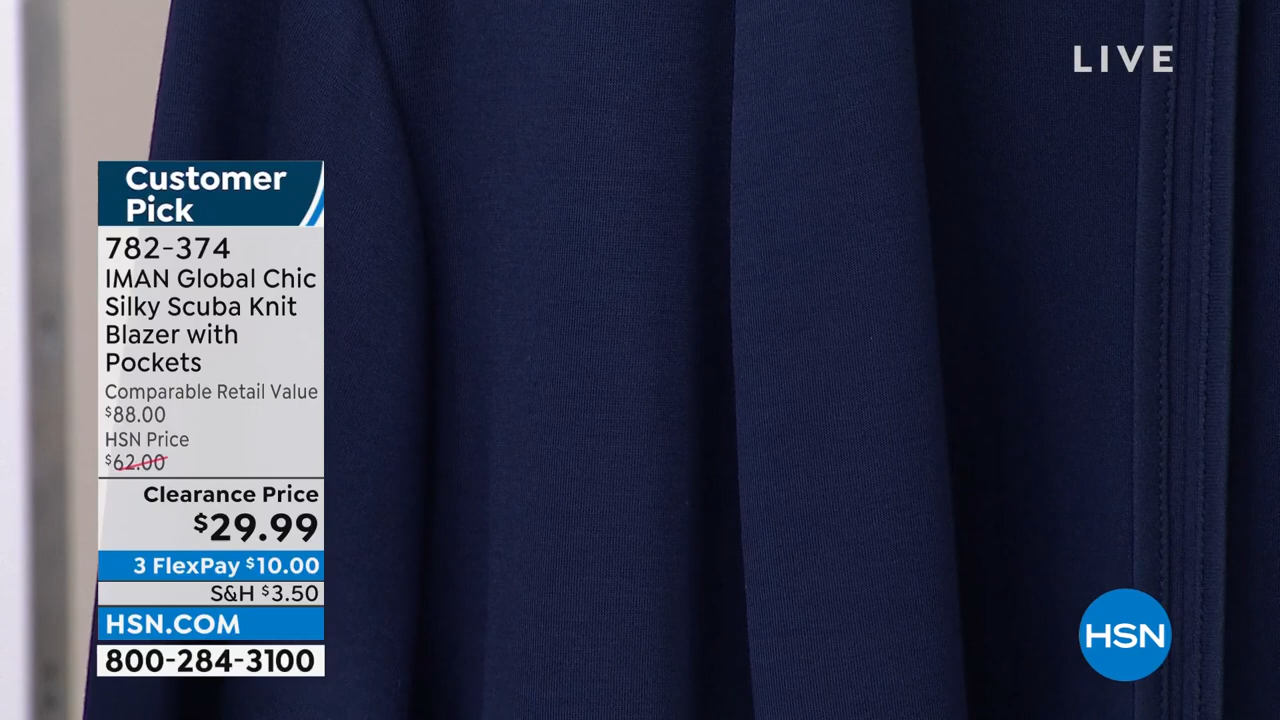 LIVE
Customer
Pick
782-374
IMAN Global Chic
Silky Scuba Knit
Blazer with
Pockets
Comparable Retail Value
$88.00
HSN Price
$62.00
Clearance Price
$29.99
3 FlexPay $10.00
S&H $3.50
HSN.COM
800-284-3100
HSN